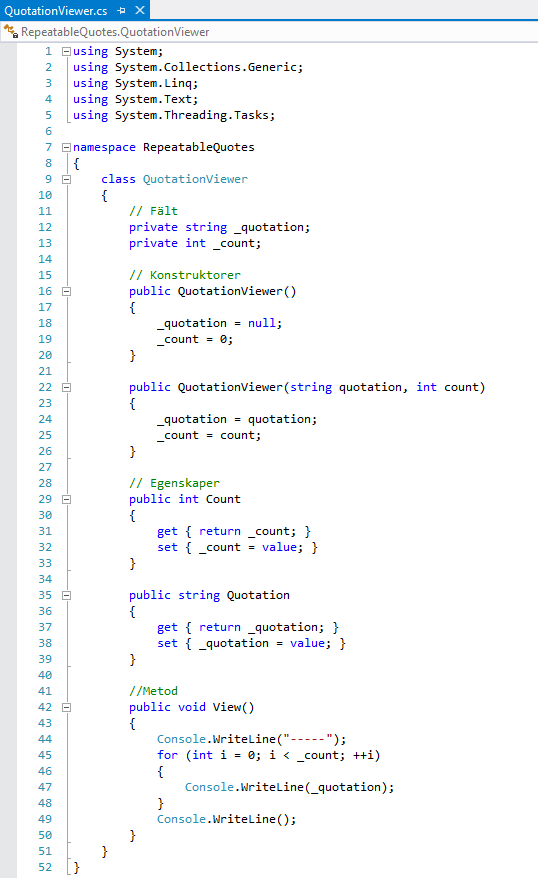 QuotationViewer.cs
RepeatableQuotes.QuotationViewer
1 using System;
2 using System.Collections.Generic;
3 using System.Linq;
4 using System.Text;
5 using System.Threading.Tasks;
6
7 namespace RepeatableQuotes
8 {
9     class QuotationViewer
10     {
11         // Fält
12         private string _quotation;
13         private int _count;
14
15         // Konstruktorer
16         public QuotationViewer()
17         {
18             _quotation = null;
19             _count = 0;
20         }
21
22         public QuotationViewer(string quotation, int count)
23         {
24             _quotation = quotation;
25             _count = count;
26         }
27
28         // Egenskaper
29         public int Count
30         {
31             get { return _count; }
32             set { _count = value; }
33         }
34
35         public string Quotation
36         {
37             get { return _quotation; }
38             set { _quotation = value; }
39         }
40
41         //Metod
42         public void View()
43         {
44             Console.WriteLine("-----");
45             for (int i = 0; i < _count; ++i)
46             {
47                 Console.WriteLine(_quotation);
48             }
49             Console.WriteLine();
50         }
51     }
52 }